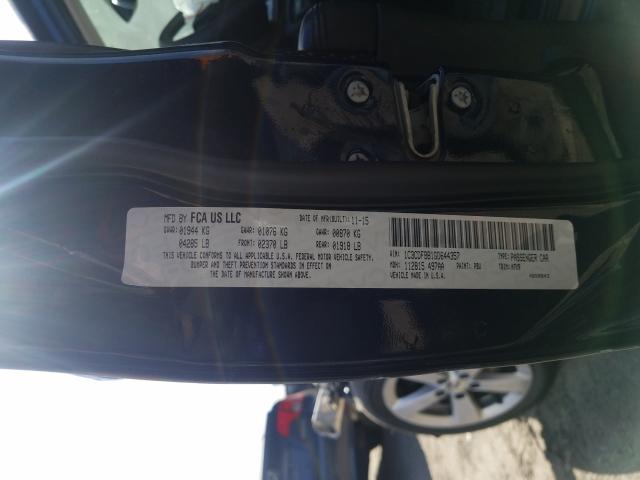 MFD BY FCA US LLC
DATE OF MFR(BUILT): 11-15
GVWR: 01944 KG
GAWR: 01076 KG
GAWR: 00870 KG
04285 LB
FRONT: 02370 LB
REAR: 01918 LB
THIS VEHICLE CONFORMS TO ALL APPLICABLE U.S.A. FEDERAL MOTOR VEHICLE SAFETY,
BUMPER AND THEFT PREVENTION STANDARDS IN EFFECT ON
THE DATE OF MANUFACTURE SHOWN ABOVE.
VIN: 1C3CDFBB1GD644357
TYPE: PASSENGER CAR
MDH: 112815 497AA
PAINT: PBU
TRIM:
VEHICLE MADE IN U.S.A.